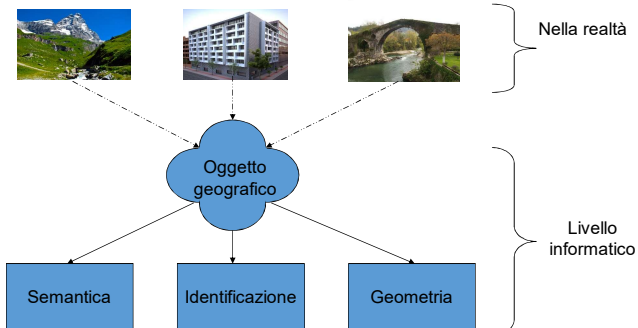 Nella realtà
Oggetto
geografico
Livello
informatico
Semantica
Identificazione
Geometria